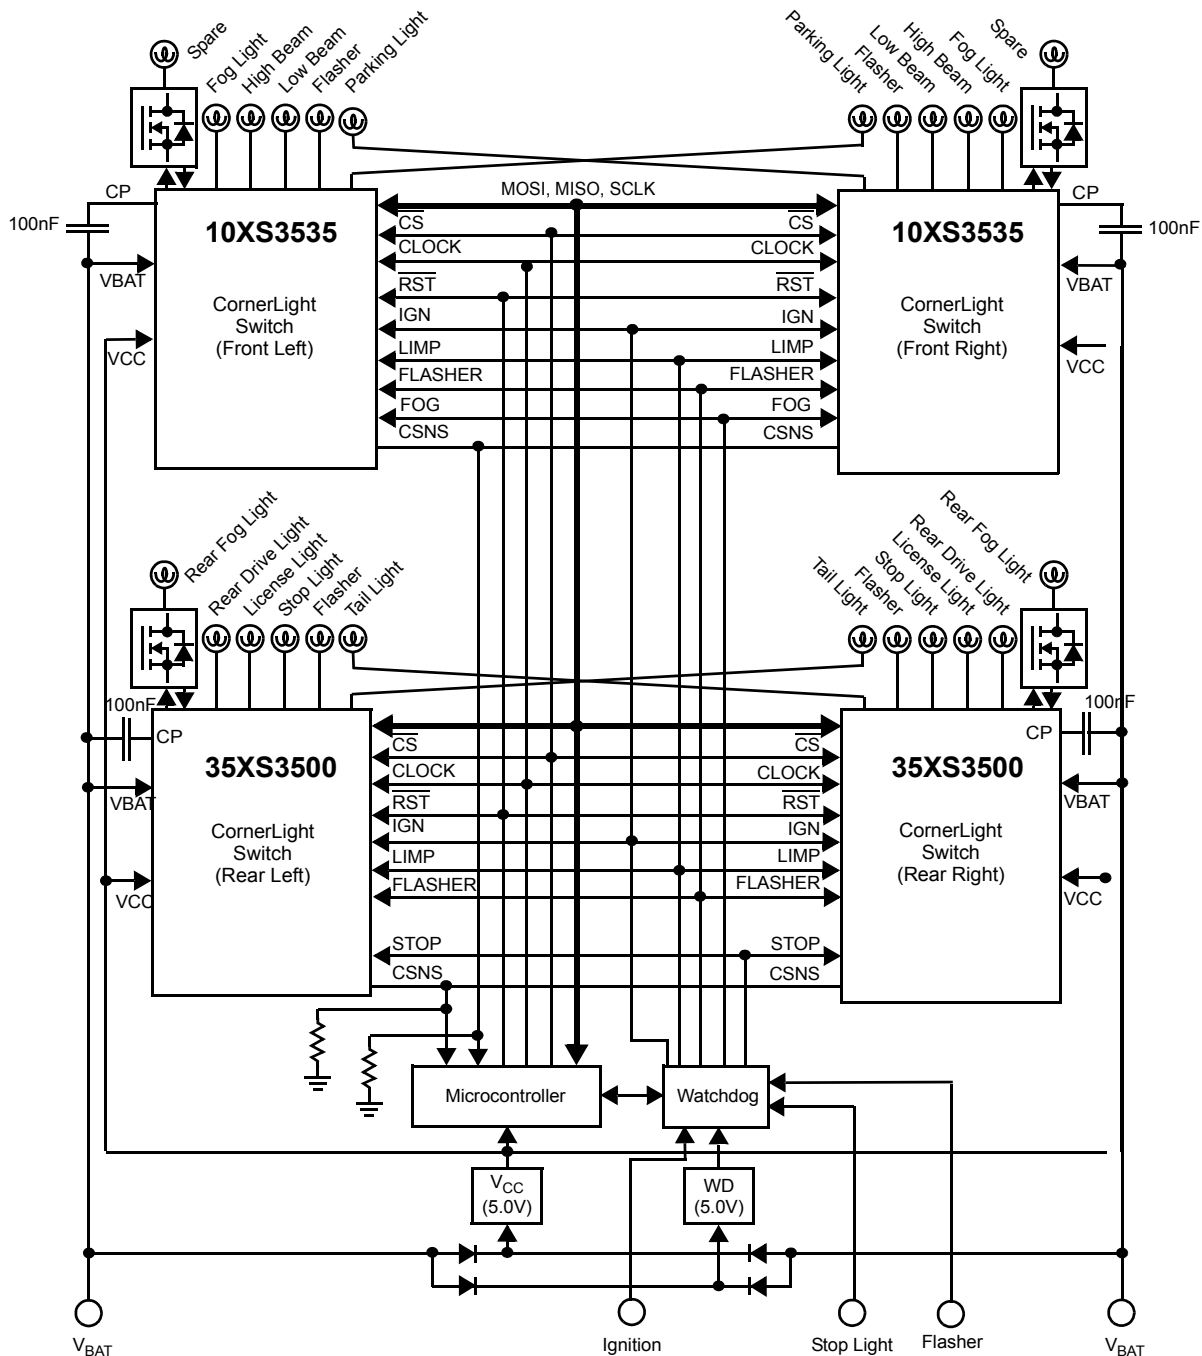 Spare
Fog Light
High Beam
Low Beam
Flasher
Parking Light
Parking Light
Flasher
Low Beam
High Beam
Fog Light
Spare
CP
100nF
VBAT
VCC
10XS3535
CornerLight
Switch
(Front Left)
MOSI, MISO, SCLK
CS
CS
CLOCK
CLOCK
RST
RST
IGN
IGN
LIMP
LIMP
FLASHER
FLASHER
FOG
FOG
CSNS
CSNS
10XS3535
CornerLight
Switch
(Front Right)
CP
100nF
VBAT
VCC
Rear Fog Light
Rear Drive Light
License Light
Stop Light
Flasher
Tail Light
Tail Light
Flasher
Stop Light
License Light
Rear Drive Light
Rear Fog Light
100nF
CP
VBAT
VCC
35XS3500
CornerLight
Switch
(Rear Left)
CS
CS
CLOCK
CLOCK
RST
RST
IGN
IGN
LIMP
LIMP
FLASHER
FLASHER
STOP
STOP
CSNS
CSNS
35XS3500
CornerLight
Switch
(Rear Right)
100nF
CP
VBAT
VCC
Microcontroller
Watchdog
VCC
(5.0V)
WD
(5.0V)
VBAT
Ignition
Stop Light
Flasher
VBAT